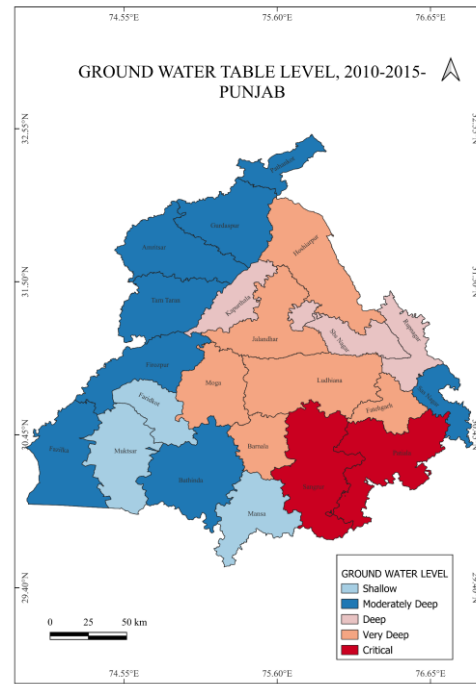 74.55°E 75.60°E 76.65°E
GROUND WATER TABLE LEVEL, 2010-2015-
PUNJAB
32.55°N
Pathankot
Gurdaspur
Hoshiarpur
Amritsar
31.50°N
Kapurthala
Tarn Taran
Rupnagar
Jalandhar
Sbs Nagar
Firozpur
Moga
Ludhiana
Sas Nagar
Faridkot
Fatehgarh
30.45°N
Barnala
Fazilka
Muktsar
Patiala
Bathinda
Sangrur
Mansa
GROUND WATER LEVEL
Shallow
Moderately Deep
Deep
Very Deep
Critical
29.40°N
0 25 50 km
74.55°E 75.60°E 76.65°E